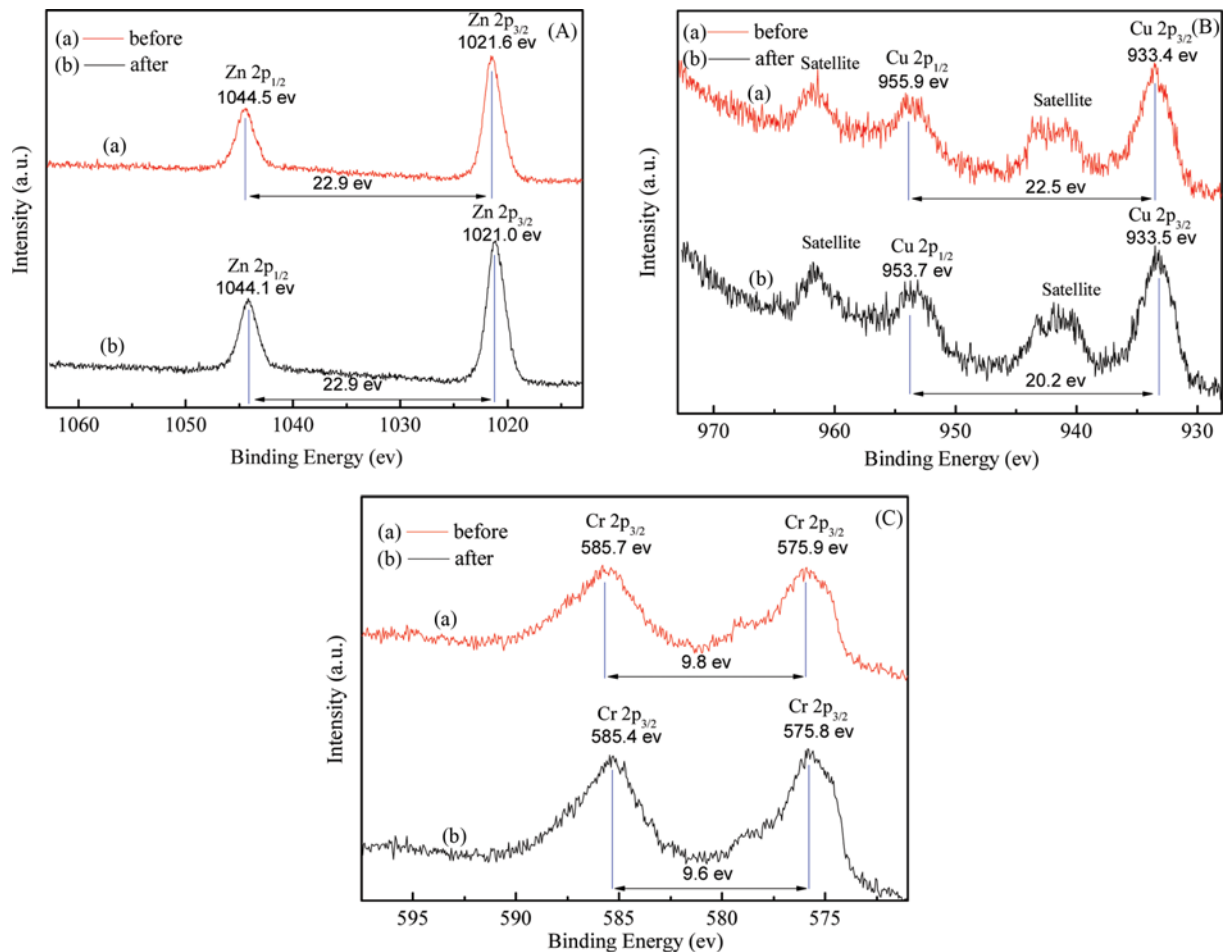 (A)
(a) before
(b) after
Zn 2p3/2
1021.6 ev
Zn 2p1/2
1044.5 ev
(a)
22.9 ev
Zn 2p3/2
1021.0 ev
Zn 2p1/2
1044.1 ev
(b)
22.9 ev
1060 1050 1040 1030 1020
Binding Energy (ev)
Intensity (a.u.)
(B)
(a) before
(b) after
Cu 2p3/2
933.4 ev
Satellite
Cu 2p1/2
955.9 ev
(a)
Satellite
22.5 ev
Cu 2p3/2
933.5 ev
Satellite
Cu 2p1/2
953.7 ev
(b)
Satellite
20.2 ev
970 960 950 940 930
Binding Energy (ev)
Intensity (a.u.)
(C)
(a) before
(b) after
Cr 2p3/2
585.7 ev
Cr 2p3/2
575.9 ev
(a)
9.8 ev
Cr 2p3/2
585.4 ev
Cr 2p3/2
575.8 ev
(b)
9.6 ev
595 590 585 580 575
Binding Energy (ev)
Intensity (a.u.)